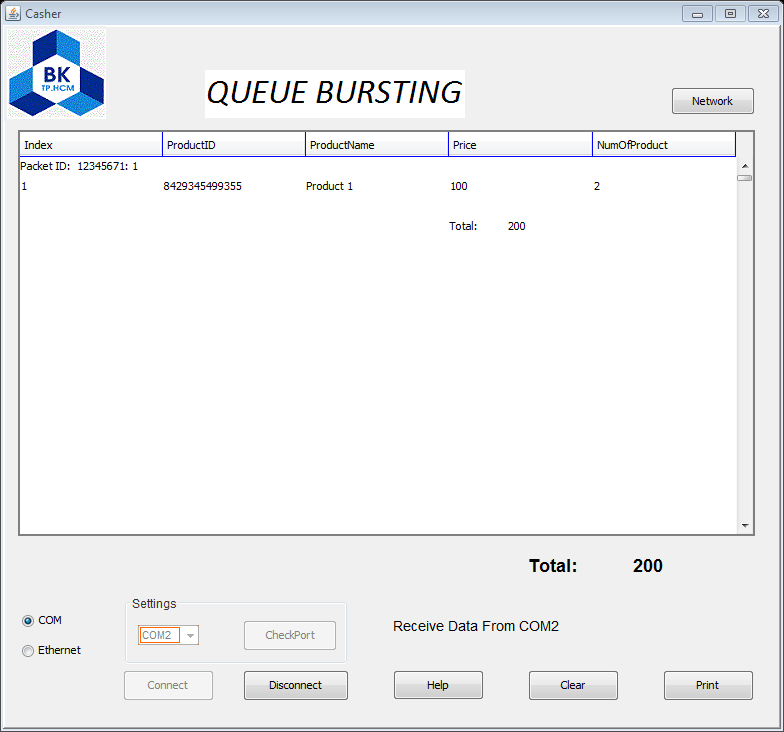 Casher
BK
TP.HCM
QUEUE BURSTING
Network
Index ProductID ProductName Price NumOfProduct
Packet ID: 12345671: 1
1 8429345499355 Product 1 100 2
Total: 200
Total: 200
Settings
COM
COM2 CheckPort
Receive Data From COM2
Ethernet
Connect Disconnect Help Clear Print